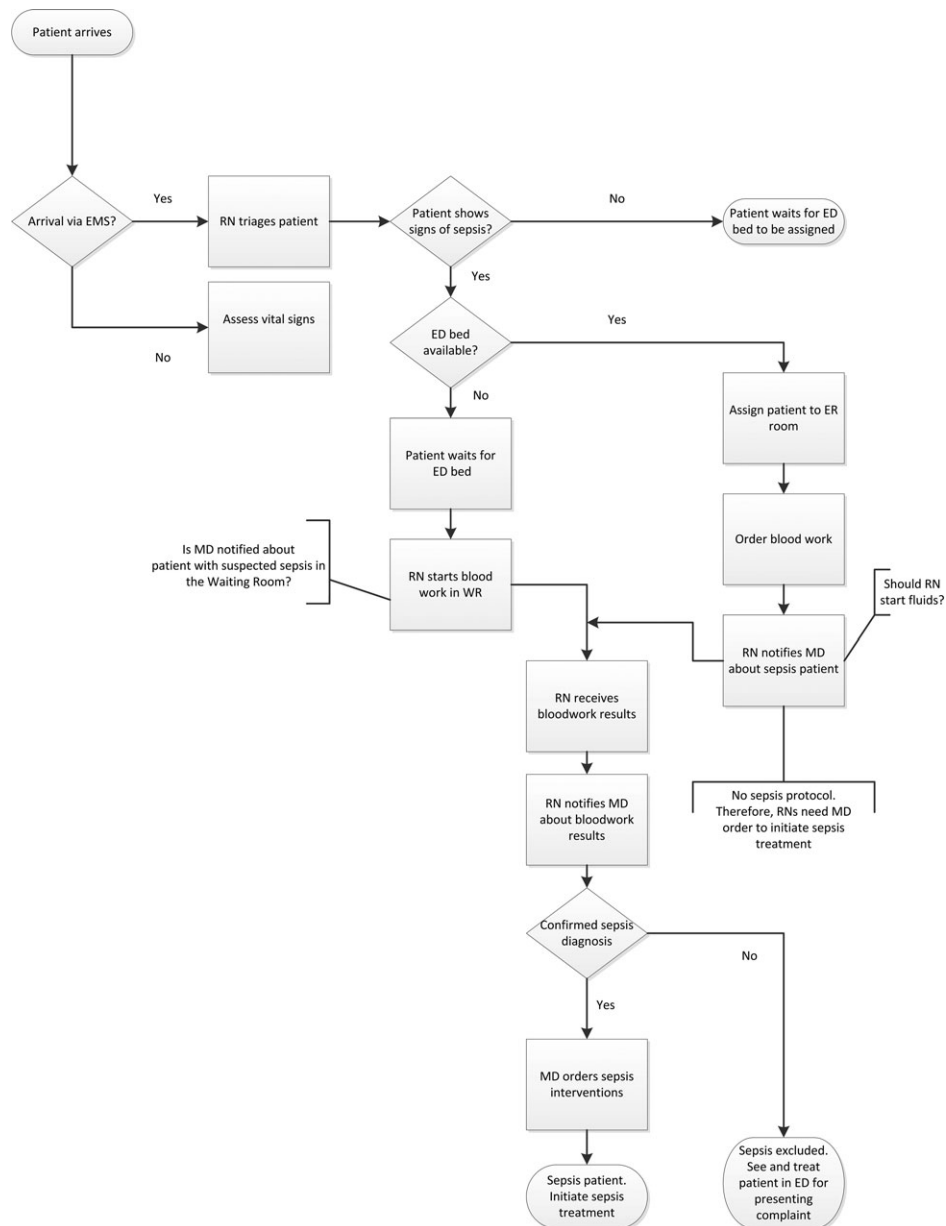 Patient arrives
Arrival via EMS?
Yes
RN triages patient
Patient shows
signs of sepsis?
No
Patient waits for ED
bed to be assigned
Yes
Assess vital signs
No
ED bed
available?
Yes
No
Assign patient to ER
room
Patient waits for
ED bed
Order blood work
Is MD notified about
patient with suspected sepsis in
the Waiting Room?
RN starts blood
work in WR
Should RN
start fluids?
RN notifies MD
about sepsis patient
RN receives
bloodwork results
No sepsis protocol.
Therefore, RNs need MD
order to initiate sepsis
treatment
RN notifies MD
about bloodwork
results
Confirmed sepsis
diagnosis
No
Yes
MD orders sepsis
interventions
Sepsis patient.
Initiate sepsis
treatment
Sepsis excluded.
See and treat
patient in ED for
presenting
complaint